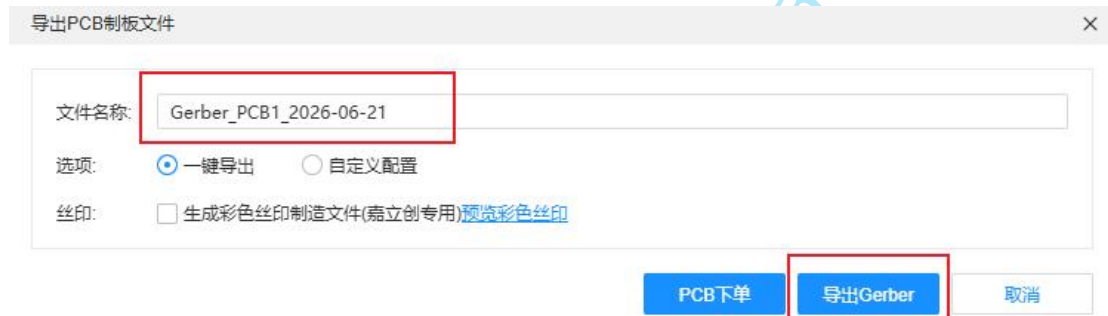 导出PCB制板文件
文件名称: Gerber_PCB1_2026-06-21
选项: 一键导出 自定义配置
丝印: 生成彩色丝印制造文件(嘉立创专用)预览彩色丝印
PCB下单 导出Gerber 取消